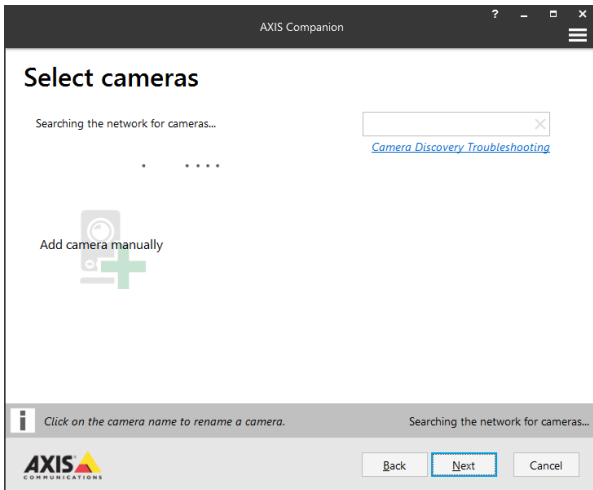 AXIS Companion
?
Select cameras
Searching the network for cameras...
Camera Discovery Troubleshooting
Add camera manually
i
Click on the camera name to rename a camera.
Searching the network for cameras...
AXIS
COMMUNICATIONS
Back
Next
Cancel